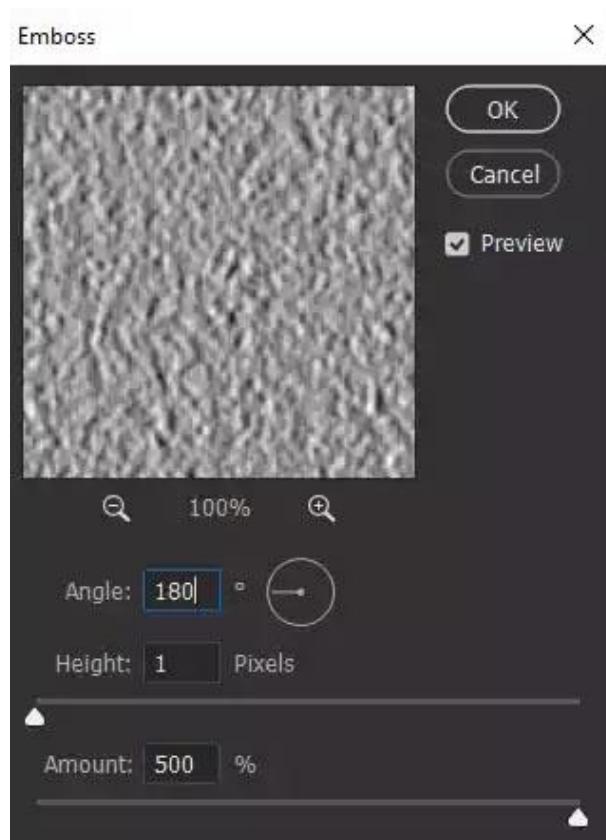 Emboss
OK
Cancel
Preview
100%
Angle: 180 °
Height: 1 Pixels
Amount: 500 %